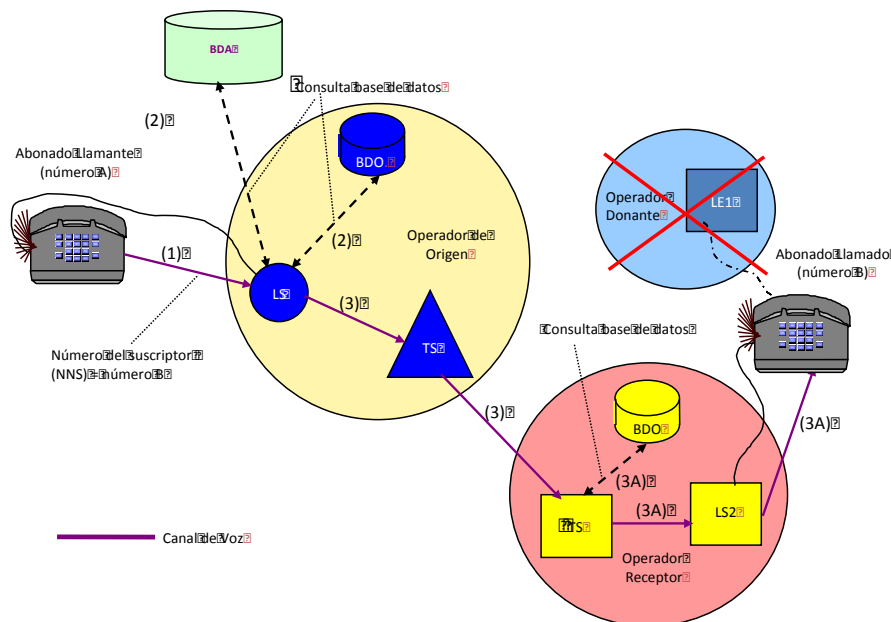 BDA
Consulta base de datos
(2)
Abonado Llamante
(número A)
BDO
(2)
Operador de
Origen
Operador
Donante
LE1
Abonado Llamado
(número B)
(1)
LS
(3)
TS
Número del suscriptor
(NNS) = número B
Consulta base de datos
(3)
BDO
(3A)
(3A)
TS
(3A)
LS2
Operador
Receptor
Canal de Voz